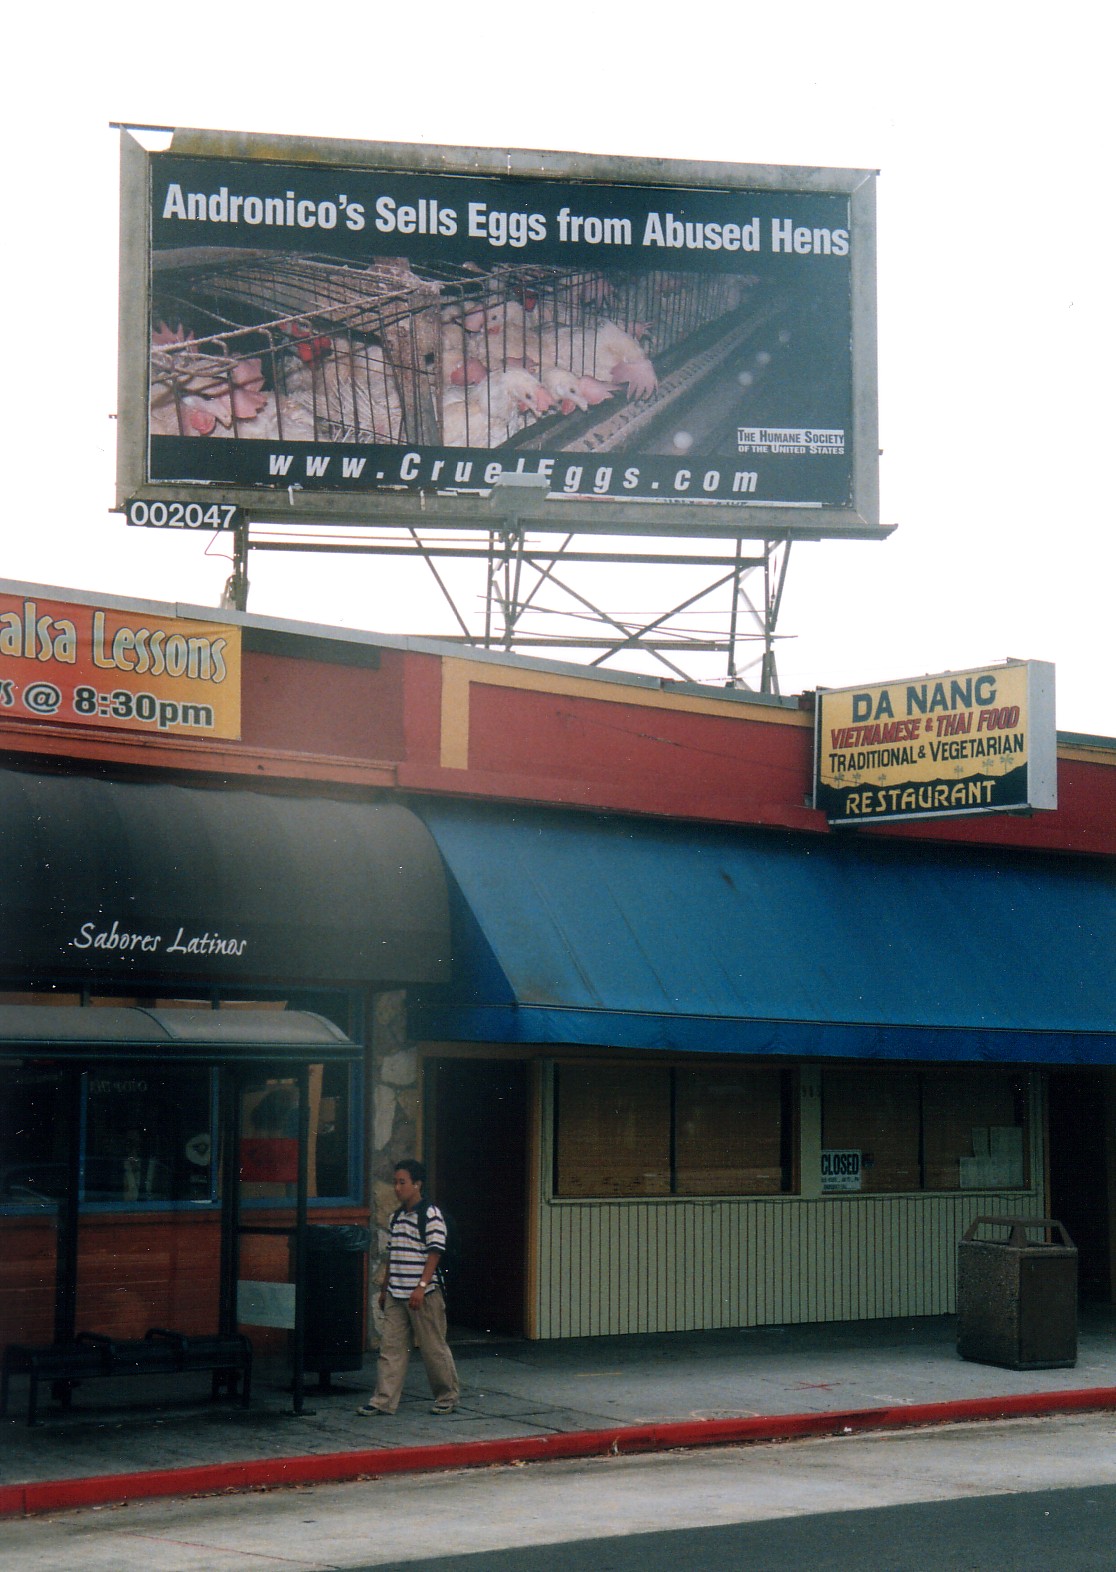 Andronico's Sells Eggs from Abused Hens
THE HUMANE SOCIETY
OF THE UNITED STATES
www.CruelEggs.com
002047
alsa Lessons
@ 8:30pm
DA NANG
VIETNAMESE & THAI FOOD
TRADITIONAL & VEGETARIAN
RESTAURANT
Sabores Latinos
CLOSED